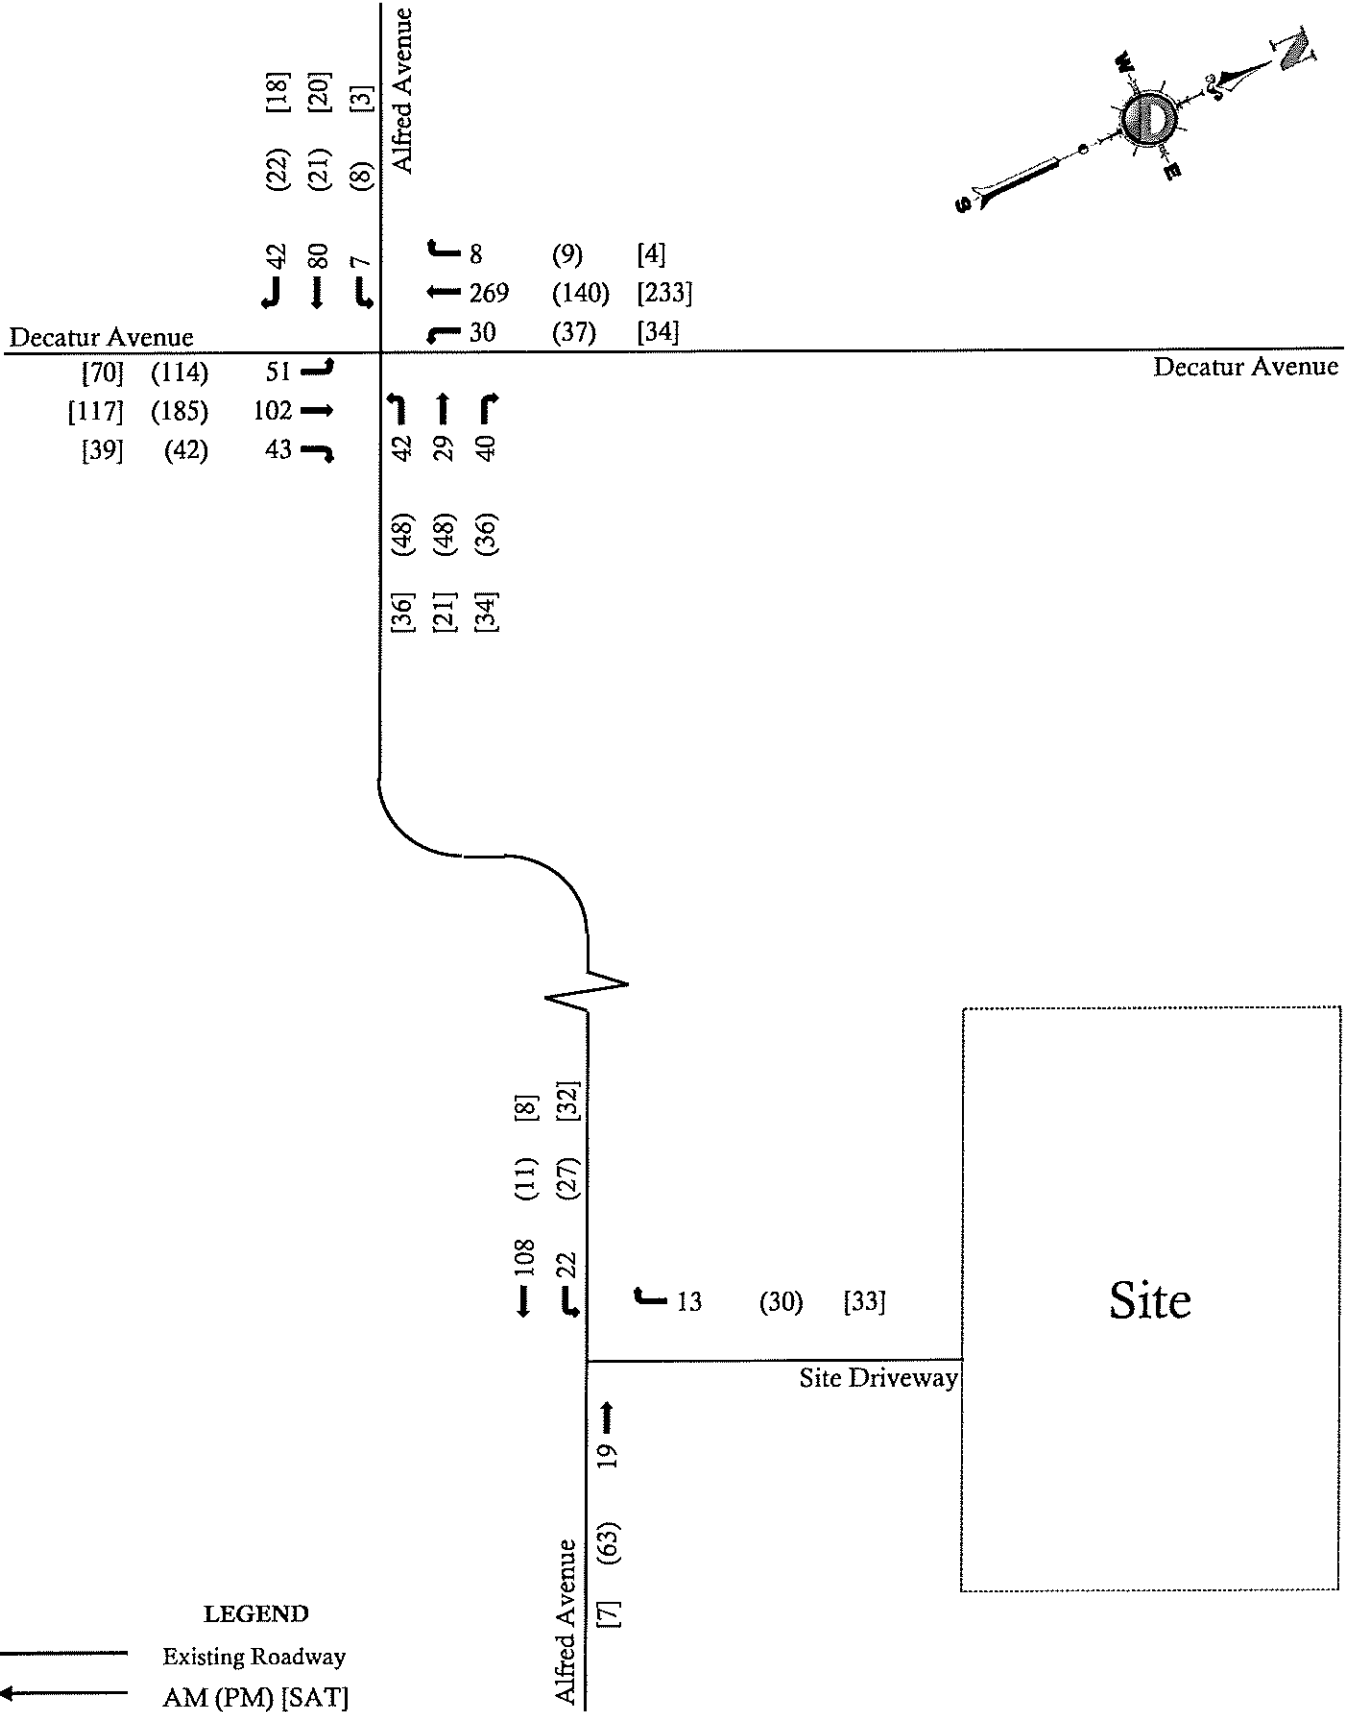 Alfred Avenue
N
W
D
E
S
42 (22) [18]
80 (21) [20]
7 (8) [3]
8 (9) [4]
269 (140) [233]
30 (37) [34]
Decatur Avenue
Decatur Avenue
[70] (114) 51
[117] (185) 102
[39] (42) 43
[36] (48) 42
[21] (48) 29
[34] (36) 40
108 (11) [8]
22 (27) [32]
13 (30) [33]
Site
Site Driveway
[7] (63) 19
Alfred Avenue
LEGEND
Existing Roadway
AM (PM) [SAT]